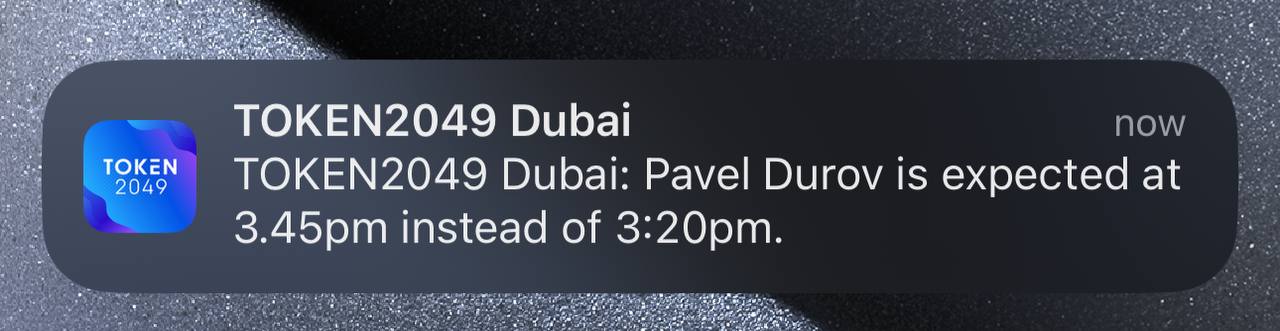 TOKEN
2049
TOKEN2049 Dubai
now
TOKEN2049 Dubai: Pavel Durov is expected at
3.45pm instead of 3:20pm.